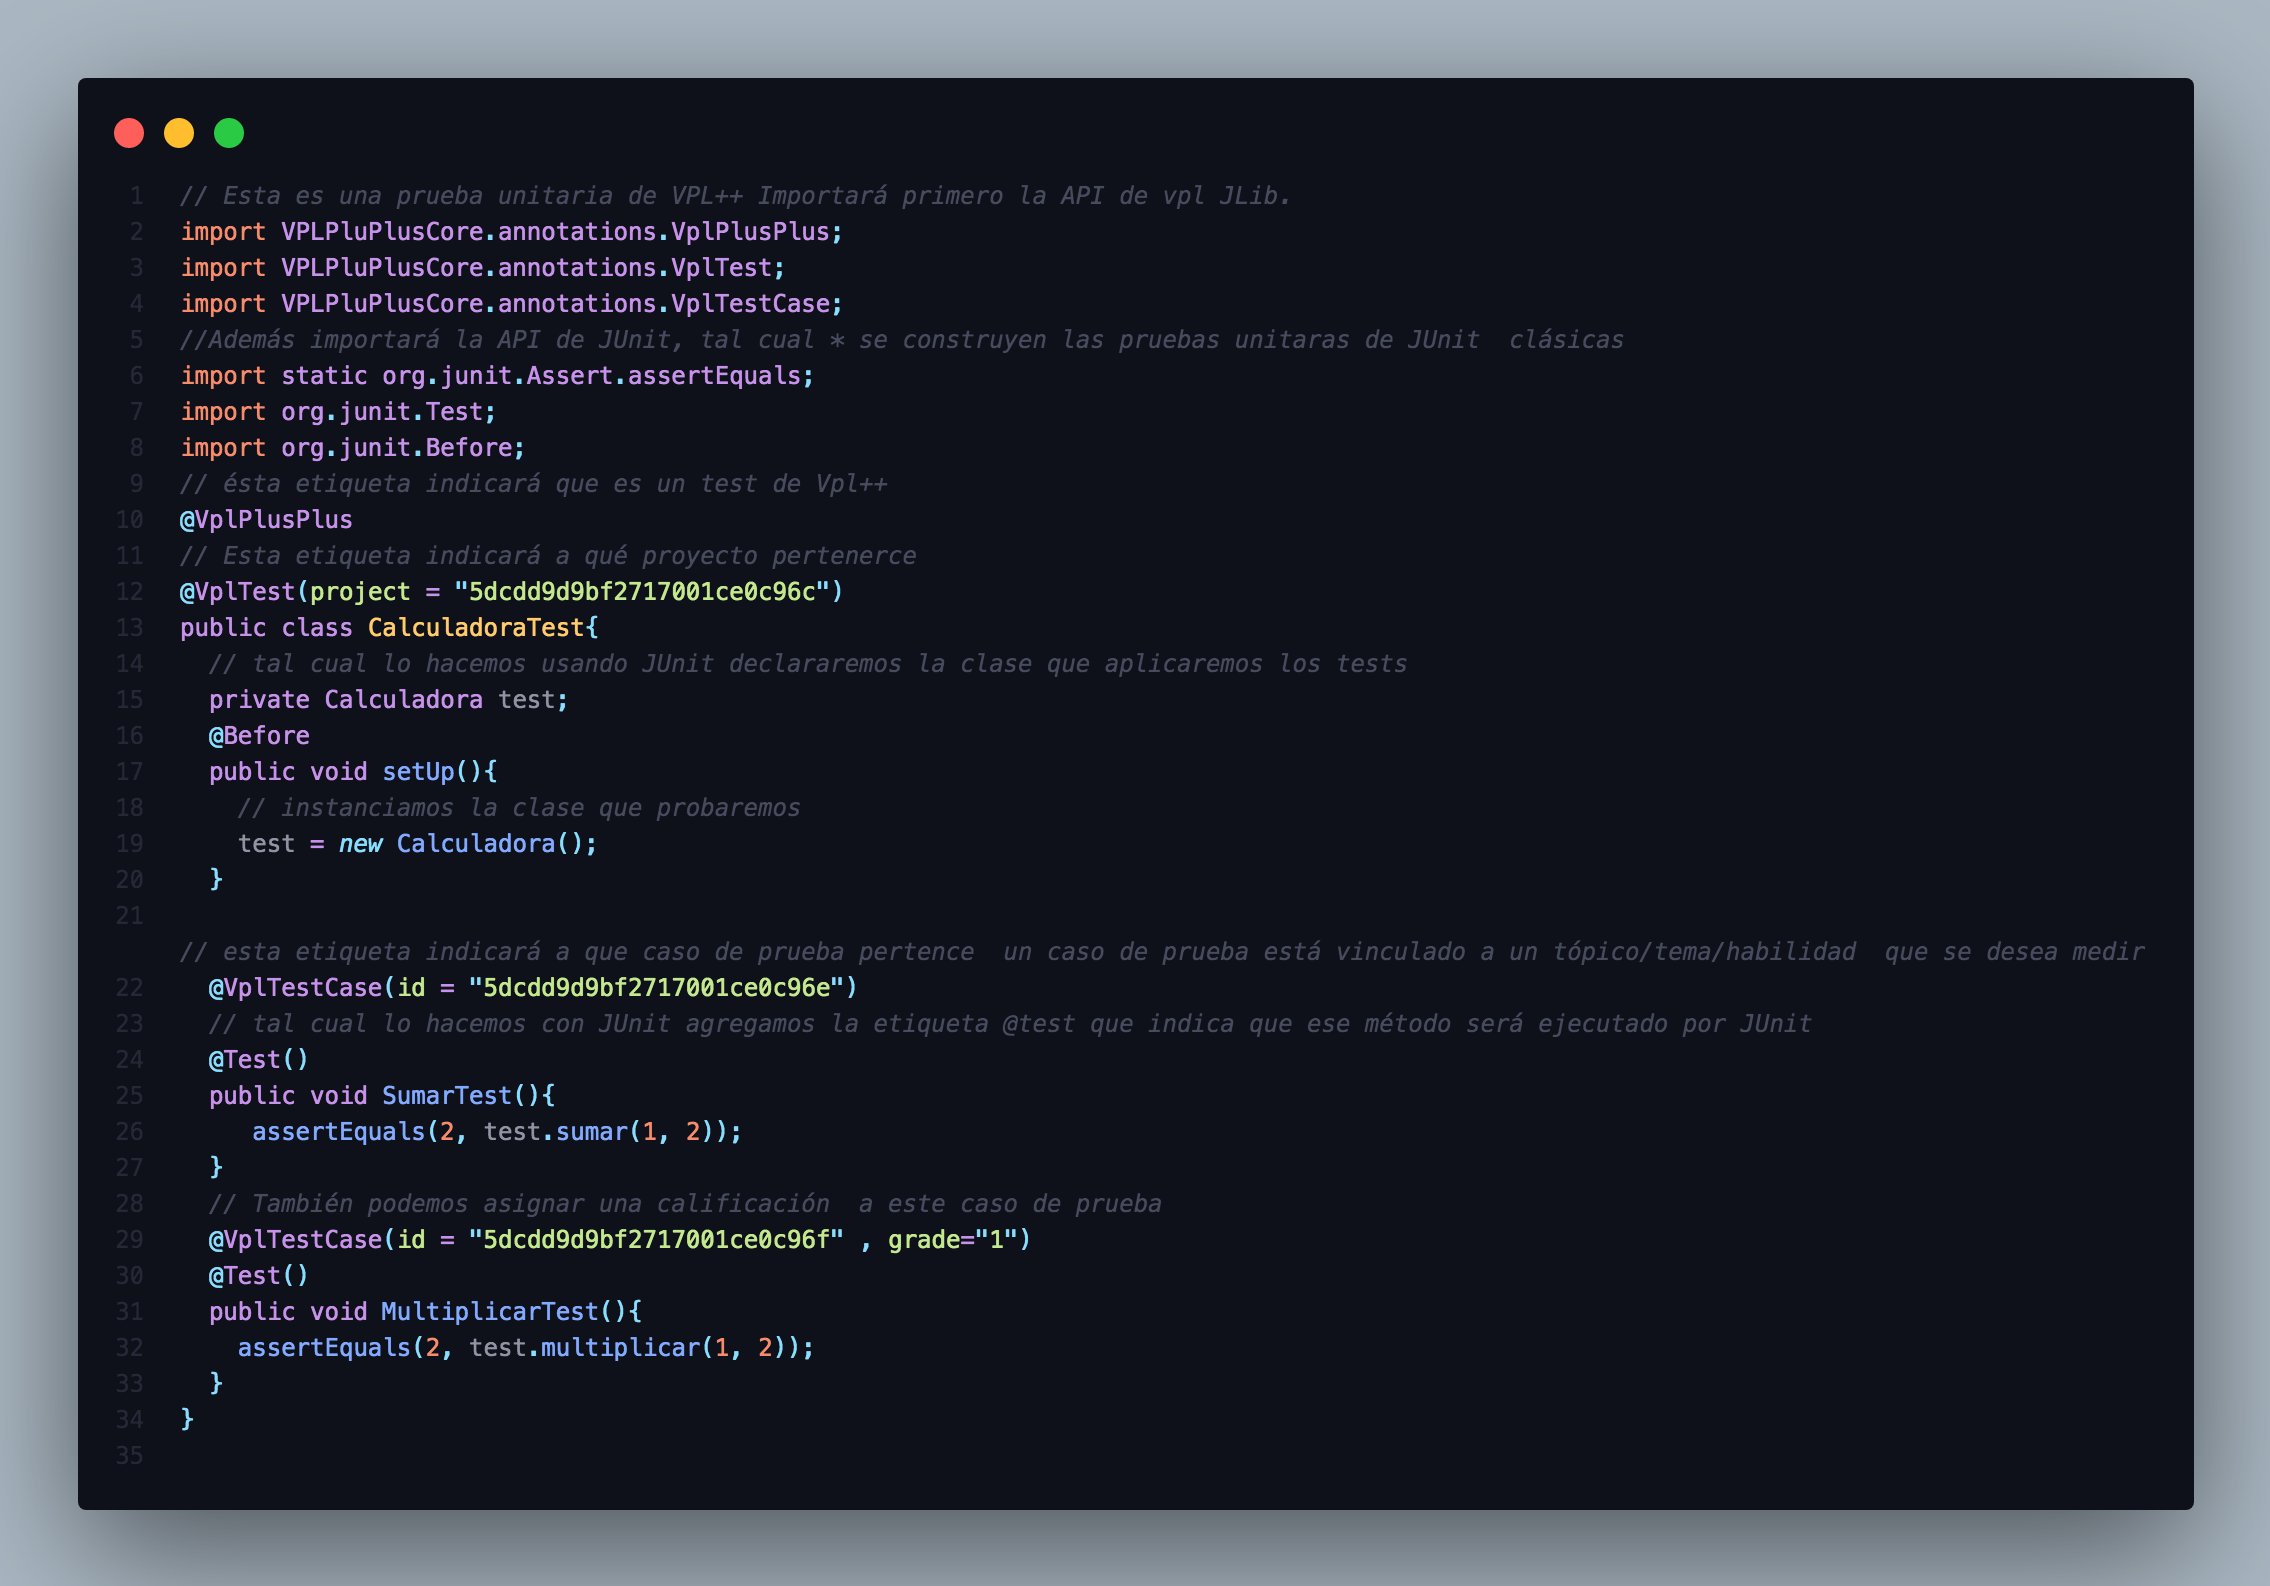 1 // Esta es una prueba unitaria de VPL++ Importará primero la API de vpl JLib.
2 import VPLPluPlusCore.annotations.VplPlusPlus;
3 import VPLPluPlusCore.annotations.VplTest;
4 import VPLPluPlusCore.annotations.VplTestCase;
5 //Además importará la API de JUnit, tal cual * se construyen las pruebas unitaras de JUnit  clásicas
6 import static org.junit.Assert.assertEquals;
7 import org.junit.Test;
8 import org.junit.Before;
9 // ésta etiqueta indicará que es un test de Vpl++
10 @VplPlusPlus
11 // Esta etiqueta indicará a qué proyecto pertenerce
12 @VplTest(project = "5dcdd9d9bf2717001ce0c96c")
13 public class CalculadoraTest{
14   // tal cual lo hacemos usando JUnit declararemos la clase que aplicaremos los tests
15   private Calculadora test;
16   @Before
17   public void setUp(){
18     // instanciamos la clase que probaremos
19     test = new Calculadora();
20   }
21
// esta etiqueta indicará a que caso de prueba pertence  un caso de prueba está vinculado a un tópico/tema/habilidad  que se desea medir
22   @VplTestCase(id = "5dcdd9d9bf2717001ce0c96e")
23   // tal cual lo hacemos con JUnit agregamos la etiqueta @test que indica que ese método será ejecutado por JUnit
24   @Test()
25   public void SumarTest(){
26      assertEquals(2, test.sumar(1, 2));
27   }
28   // También podemos asignar una calificación  a este caso de prueba
29   @VplTestCase(id = "5dcdd9d9bf2717001ce0c96f" , grade="1")
30   @Test()
31   public void MultiplicarTest(){
32     assertEquals(2, test.multiplicar(1, 2));
33   }
34 }
35